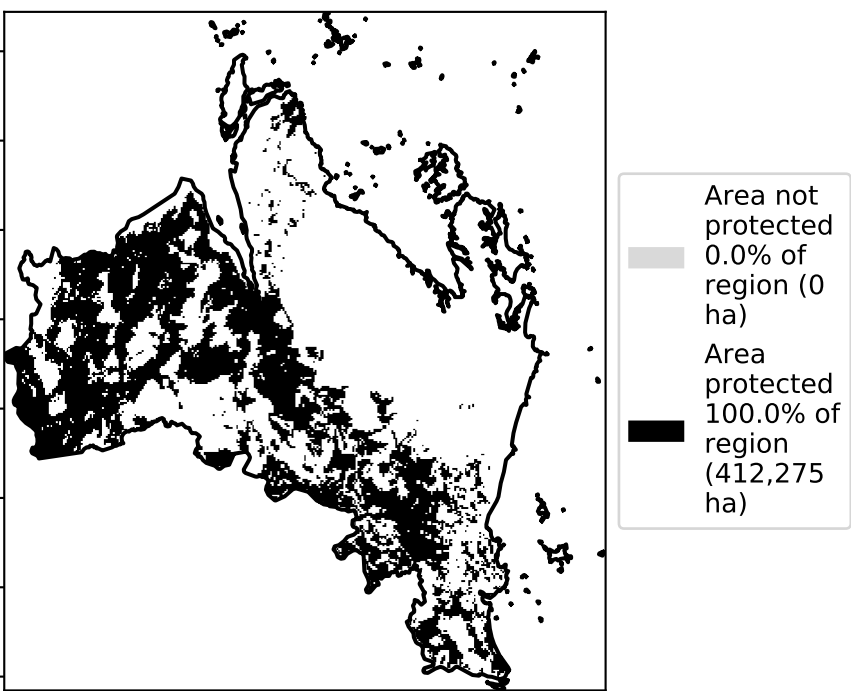 Area not
protected
0.0% of
region (0
ha)
Area
protected
100.0% of
region
(412,275
ha)